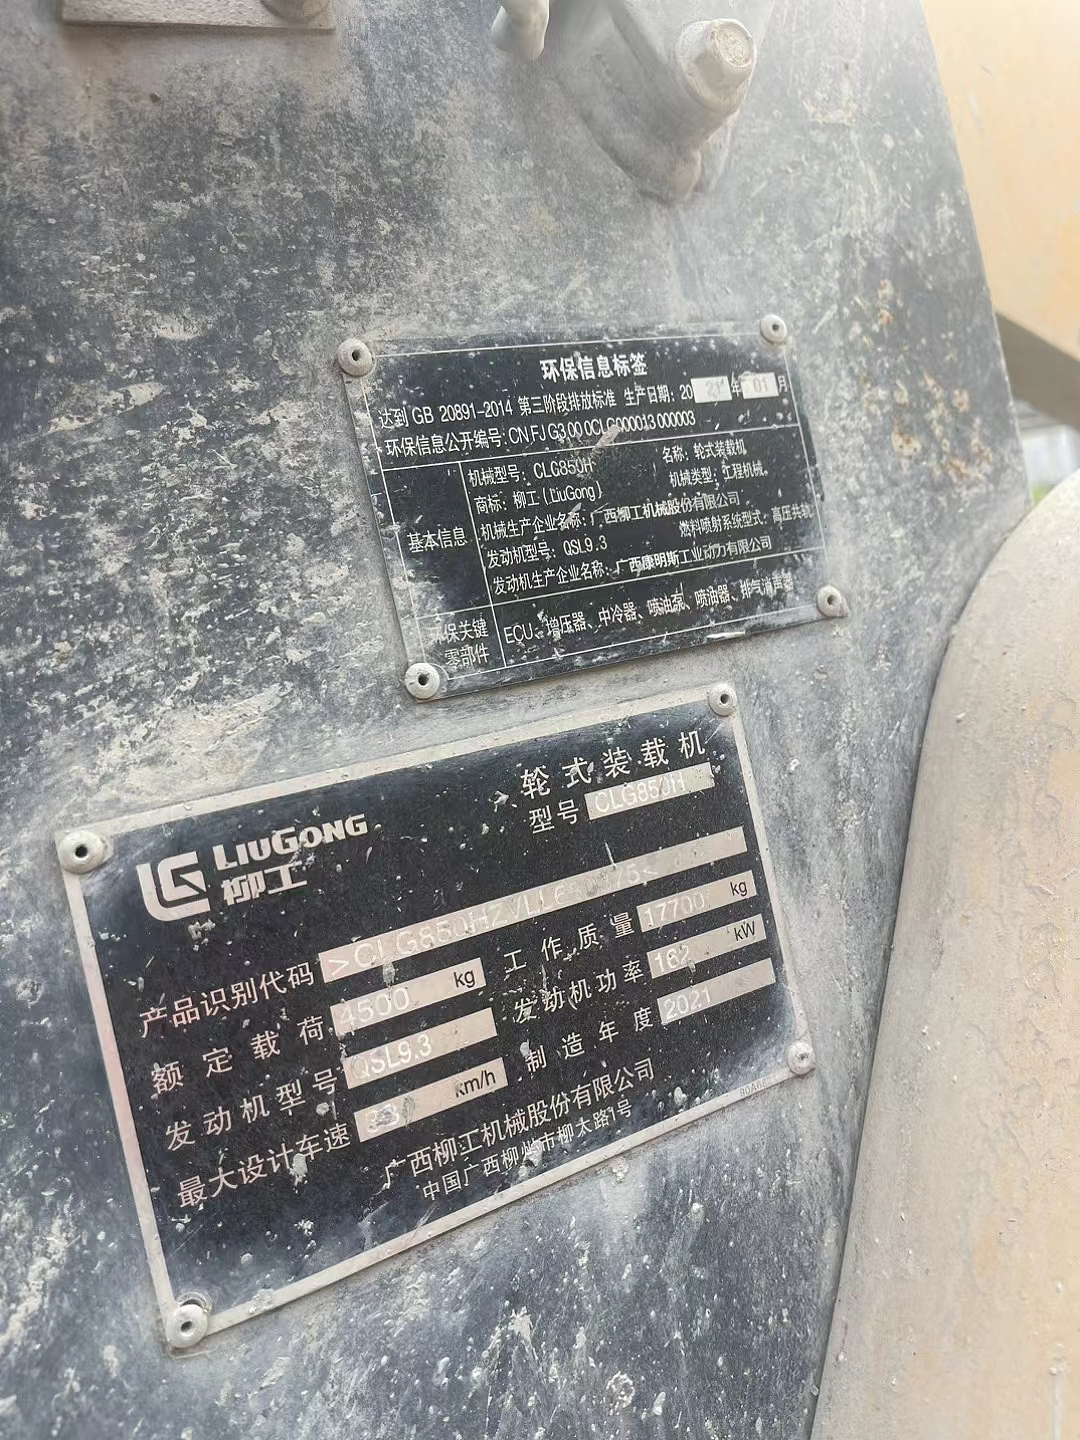 环保信息标签
达到 GB 20891-2014 第三阶段排放标准 生产日期：20 21 年 01 月
环保信息公开编号：CN FJ G3 00 0CLG000013 000003
基本信息
机械型号：CLG850H 名称：轮式装载机
商标：柳工（LiuGong） 机械类型：工程机械
机械生产企业名称：广西柳工机械股份有限公司
发动机型号：QSL9.3 燃料喷射系统型式：高压共轨
发动机生产企业名称：广西康明斯工业动力有限公司
环保关键
零部件
ECU、增压器、中冷器、喷油泵、喷油器、排气消声器
LG LIUGONG
柳工
轮式装载机
型号 CLG850H
产品识别代码
额定载荷 4500 kg 工作质量 17700 kg
发动机型号 QSL9.3 发动机功率 162 kW
最大设计车速 km/h 制造年度 2021
广西柳工机械股份有限公司
中国广西柳州市柳太路1号